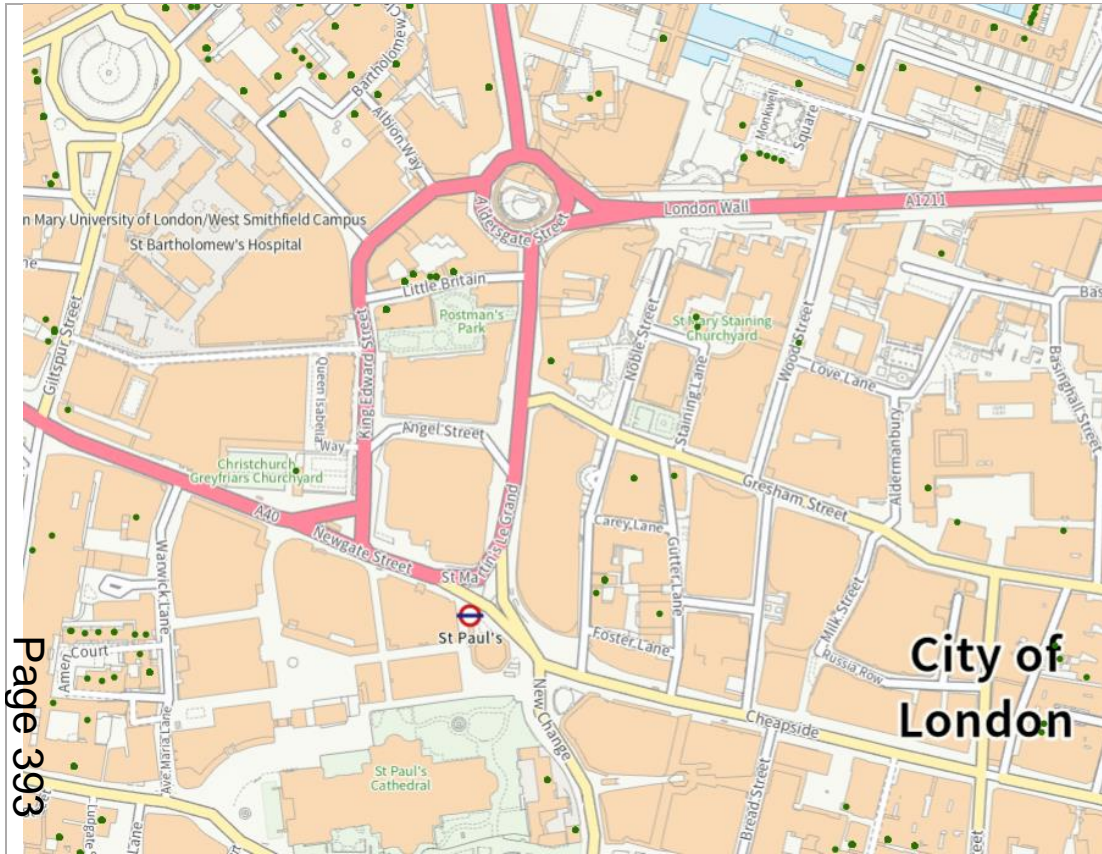 Bartholomew
Albion Way
Monkwell
Square
London Wall
A1211
Aldersgate Street
n Mary University of London/West Smithfield Campus
St Bartholomew's Hospital
Little Britain
Postman's
Park
St Mary Staining
Churchyard
Noble Street
Staining Lane
Wood Street
Love Lane
Bas
Basinghall Street
Aldermanbury
Giltspur Street
King Edward Street
Queen Isabella
Way
Angel Street
Christchurch
Greyfriars Churchyard
A40
Newgate Street
St Ma
rtin's Le Grand
Gresham Street
Carey Lane
Gutter Lane
Foster Lane
Milk Street
Russia Row
Warwick Lane
Amen
Court
Ave Maria Lane
St Paul's
New Change
Cheapside
Bread Street
City of
London
St Paul's
Cathedral
Ludgate
Lane
reet
Page 393